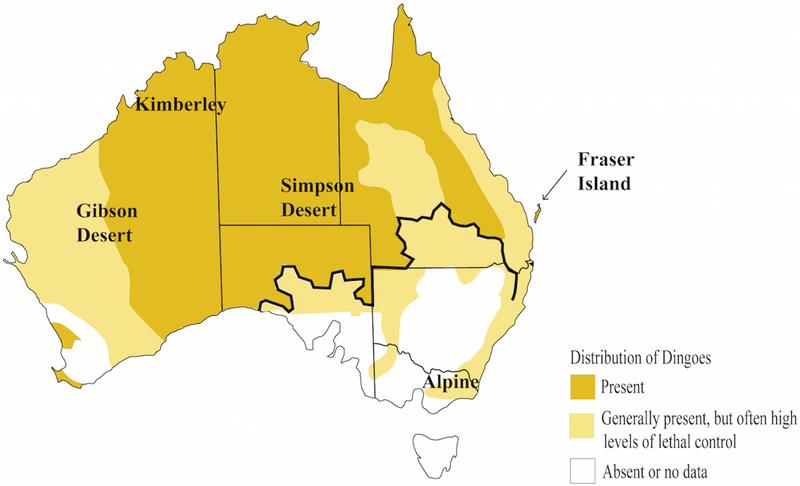 Kimberley
Fraser
Island
Simpson
Desert
Gibson
Desert
Alpine
Distribution of Dingoes
Present
Generally present, but often high
levels of lethal control
Absent or no data